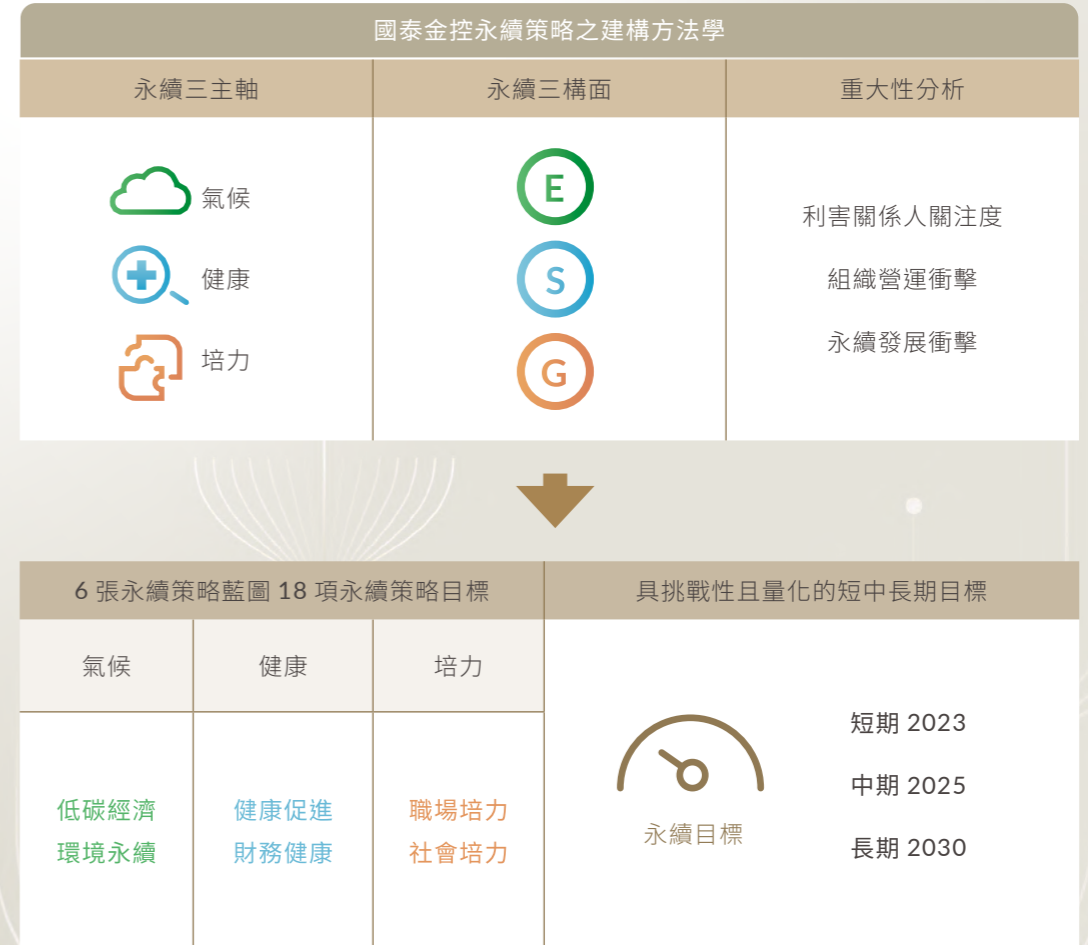 國泰金控永續策略之建構方法學
永續三主軸
永續三構面
重大性分析
氣候
健康
培力
E
S
G
利害關係人關注度
組織營運衝擊
永續發展衝擊
6 張永續策略藍圖 18 項永續策略目標
具挑戰性且量化的短中長期目標
氣候
健康
培力
低碳經濟
環境永續
健康促進
財務健康
職場培力
社會培力
永續目標
短期 2023
中期 2025
長期 2030